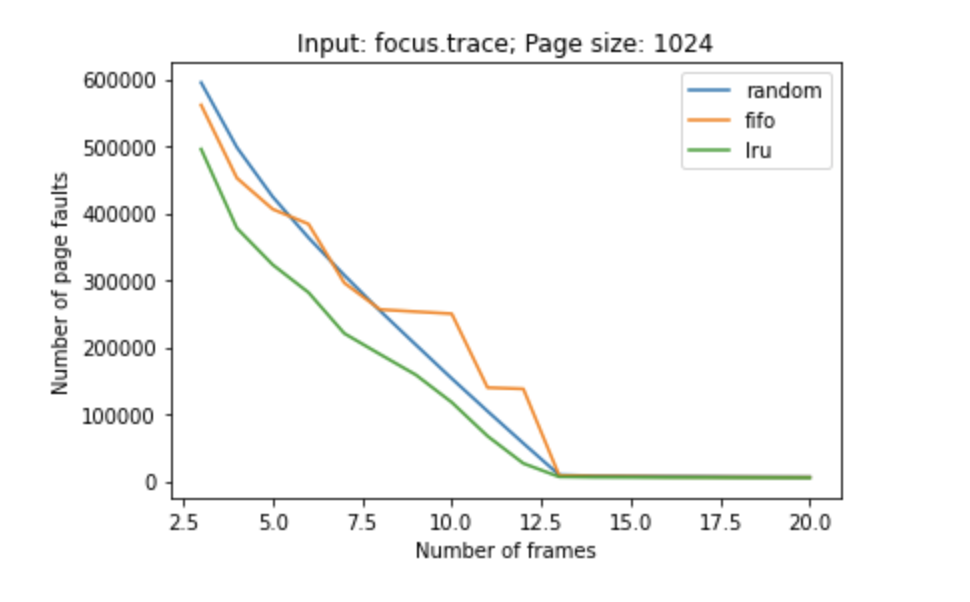 Input: focus.trace; Page size: 1024
600000
500000
400000
300000
200000
100000
0
Number of page faults
random
fifo
lru
2.5 5.0 7.5 10.0 12.5 15.0 17.5 20.0
Number of frames